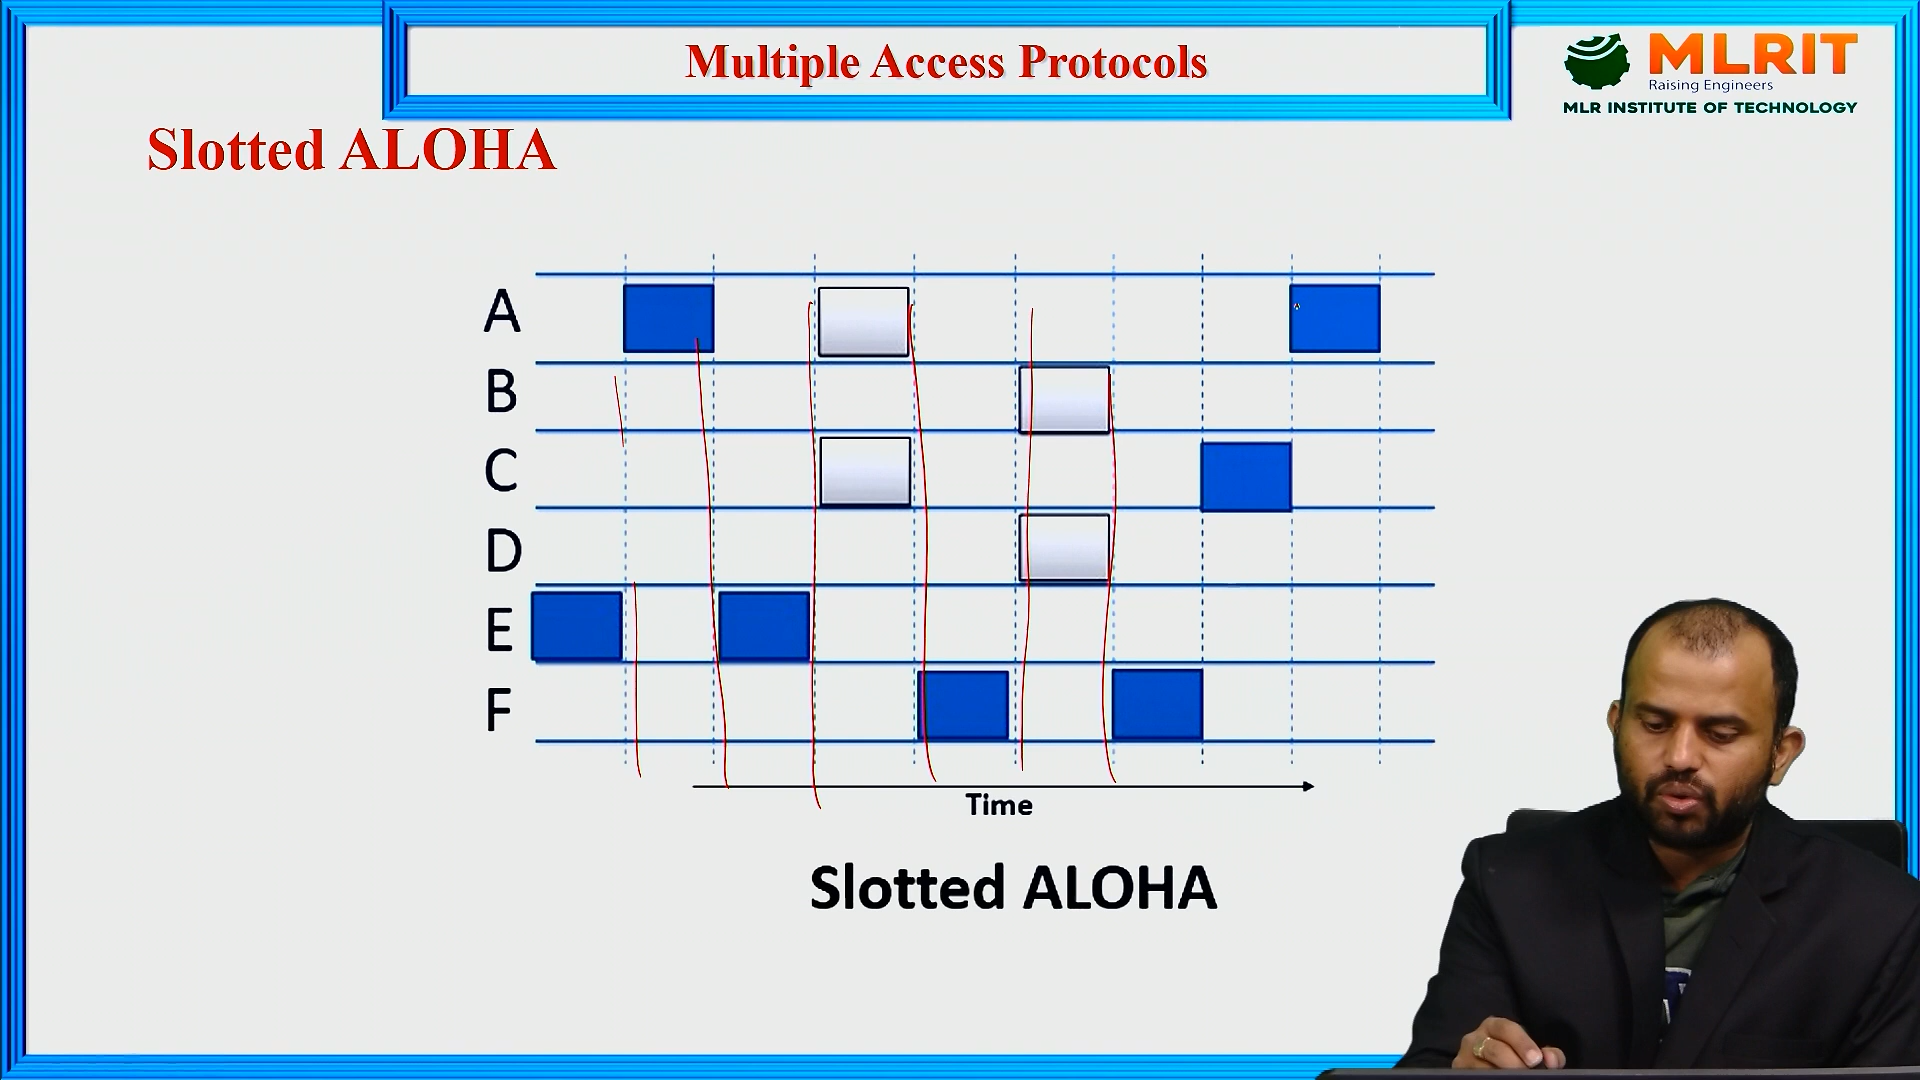 Multiple Access Protocols
MLRIT
Raising Engineers
MLR INSTITUTE OF TECHNOLOGY
Slotted ALOHA
A
B
C
D
E
F
Time
Slotted ALOHA